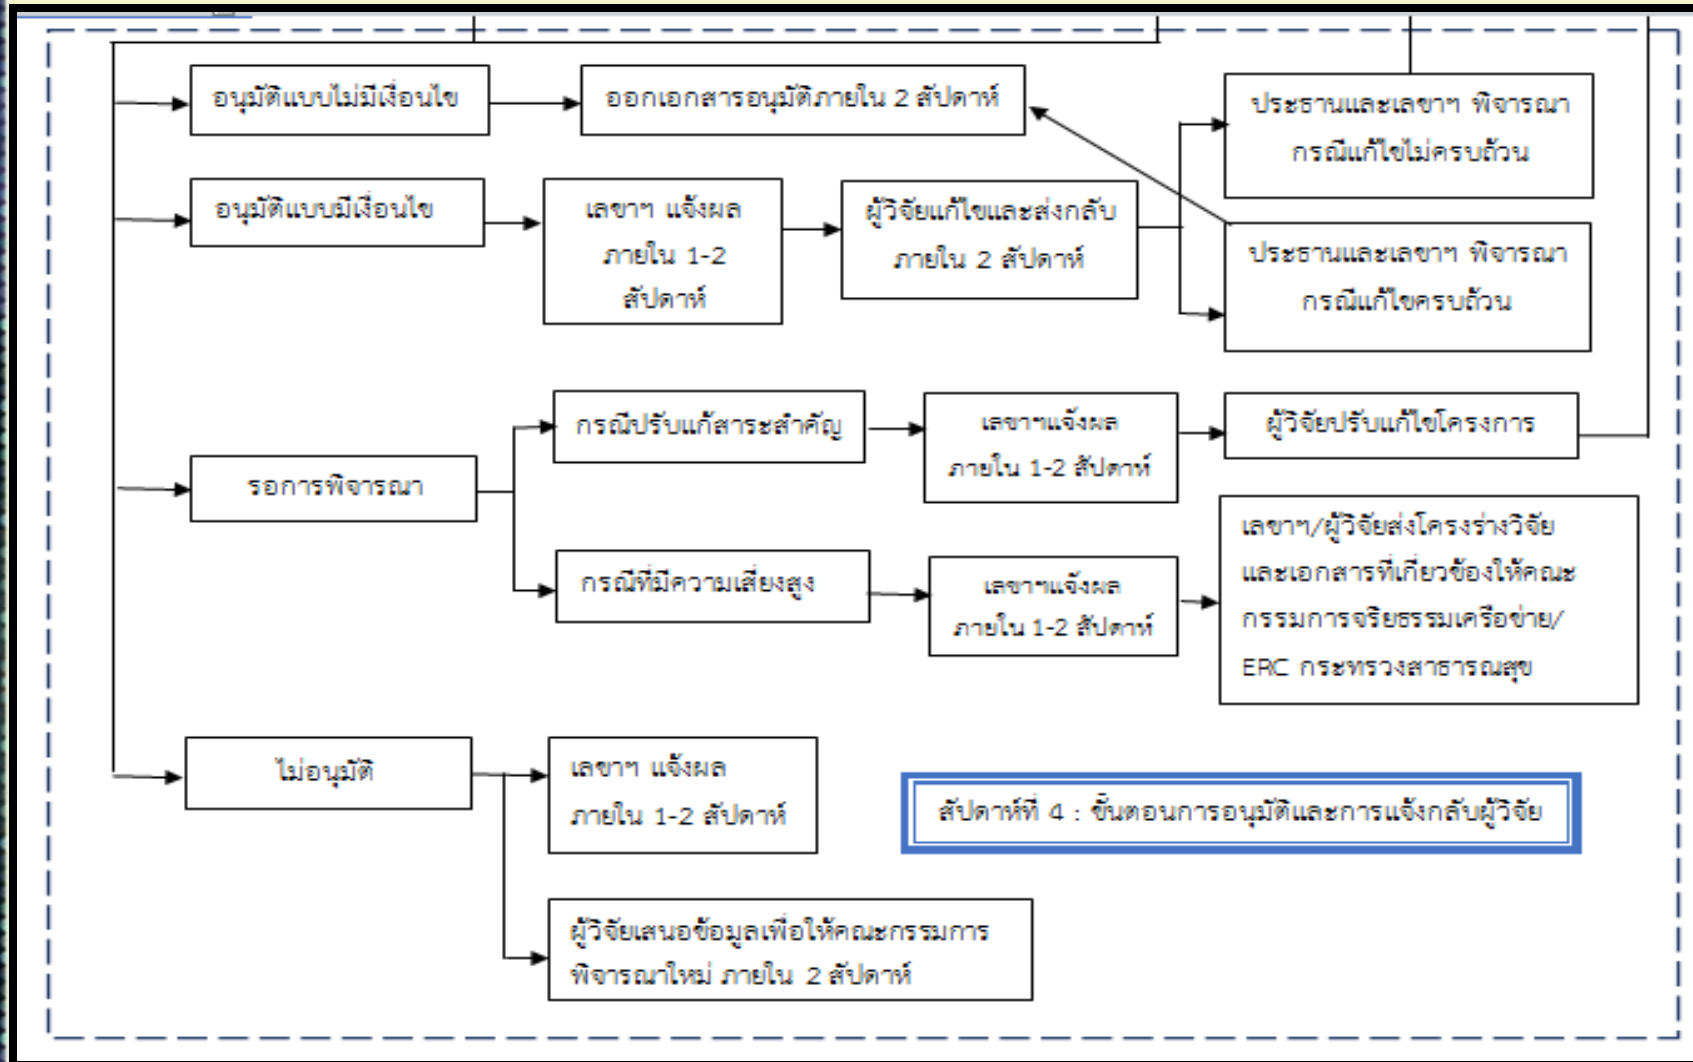 อนุมัติแบบไม่มีเงื่อนไข
ออกเอกสารอนุมัติภายใน 2 สัปดาห์
ประธานและเลขาฯ พิจารณา
กรณีแก้ไขไม่ครบถ้วน
อนุมัติแบบมีเงื่อนไข
เลขาฯ แจ้งผล
ภายใน 1-2
สัปดาห์
ผู้วิจัยแก้ไขและส่งกลับ
ภายใน 2 สัปดาห์
ประธานและเลขาฯ พิจารณา
กรณีแก้ไขครบถ้วน
รอการพิจารณา
กรณีปรับแก้สาระสำคัญ
เลขาฯแจ้งผล
ภายใน 1-2 สัปดาห์
ผู้วิจัยปรับแก้ไขโครงการ
กรณีที่มีความเสี่ยงสูง
เลขาฯแจ้งผล
ภายใน 1-2 สัปดาห์
เลขาฯ/ผู้วิจัยส่งโครงร่างวิจัย
และเอกสารที่เกี่ยวข้องให้คณะ
กรรมการจริยธรรมเครือข่าย/
ERC กระทรวงสาธารณสุข
ไม่อนุมัติ
เลขาฯ แจ้งผล
ภายใน 1-2 สัปดาห์
ผู้วิจัยเสนอข้อมูลเพื่อให้คณะกรรมการ
พิจารณาใหม่ ภายใน 2 สัปดาห์
สัปดาห์ที่ 4 : ขั้นตอนการอนุมัติและการแจ้งกลับผู้วิจัย